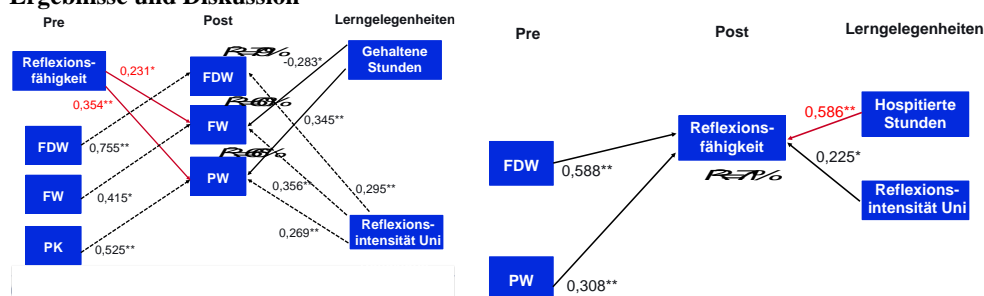 Ergebnisse und Diskussion
Pre
Post
Lerngelegenheiten
Reflexions-
fähigkeit
FDW
FW
PK
FDW
FW
PW
Gehaltene
Stunden
Reflexions-
intensität Uni
0,231*
0,354**
0,755**
0,415*
0,525**
-0,283*
0,345**
0,356**
0,295**
0,269**
Pre
Post
Lerngelegenheiten
FDW
PW
Reflexions-
fähigkeit
Hospitierte
Stunden
Reflexions-
intensität Uni
0,588**
0,308**
0,586**
0,225*